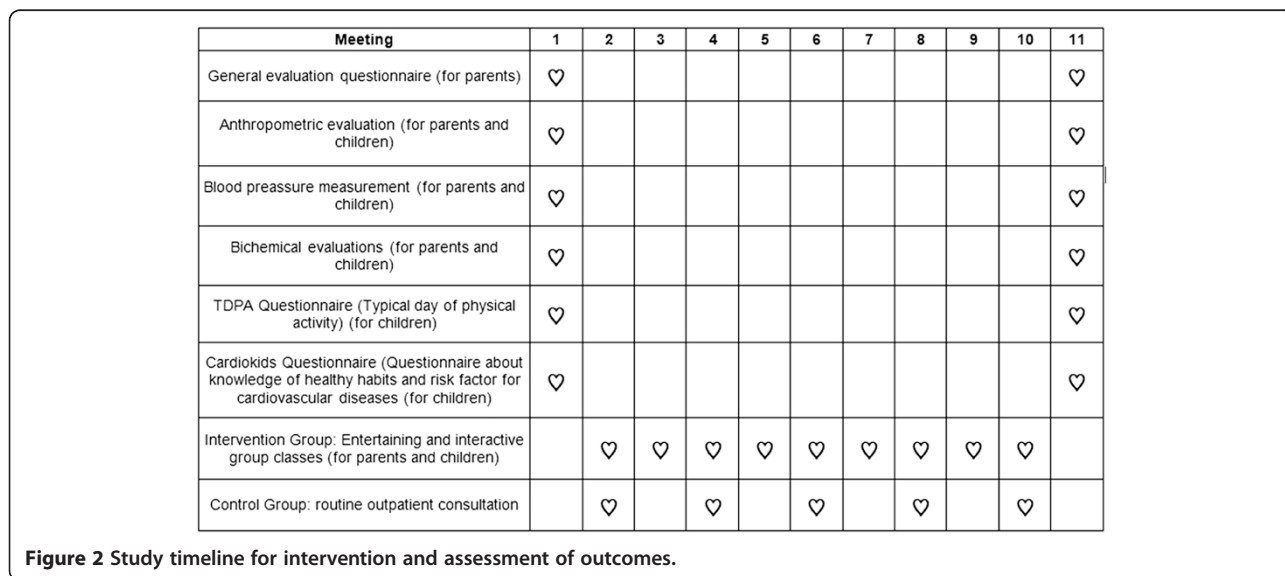 Meeting 1 2 3 4 5 6 7 8 9 10 11
General evaluation questionnaire (for parents) ♡ ♡
Anthropometric evaluation (for parents and
children) ♡ ♡
Blood preassure measurement (for parents and
children) ♡ ♡
Bichemical evaluations (for parents and
children) ♡ ♡
TDPA Questionnaire (Typical day of physical
activity) (for children) ♡ ♡
Cardiokids Questionnaire (Questionnaire about
knowledge of healthy habits and risk factor for
cardiovascular diseases (for children) ♡ ♡
Intervention Group: Entertaining and interactive
group classes (for parents and children) ♡ ♡ ♡ ♡ ♡ ♡ ♡ ♡ ♡
Control Group: routine outpatient consultation ♡ ♡ ♡ ♡ ♡
Figure 2 Study timeline for intervention and assessment of outcomes.